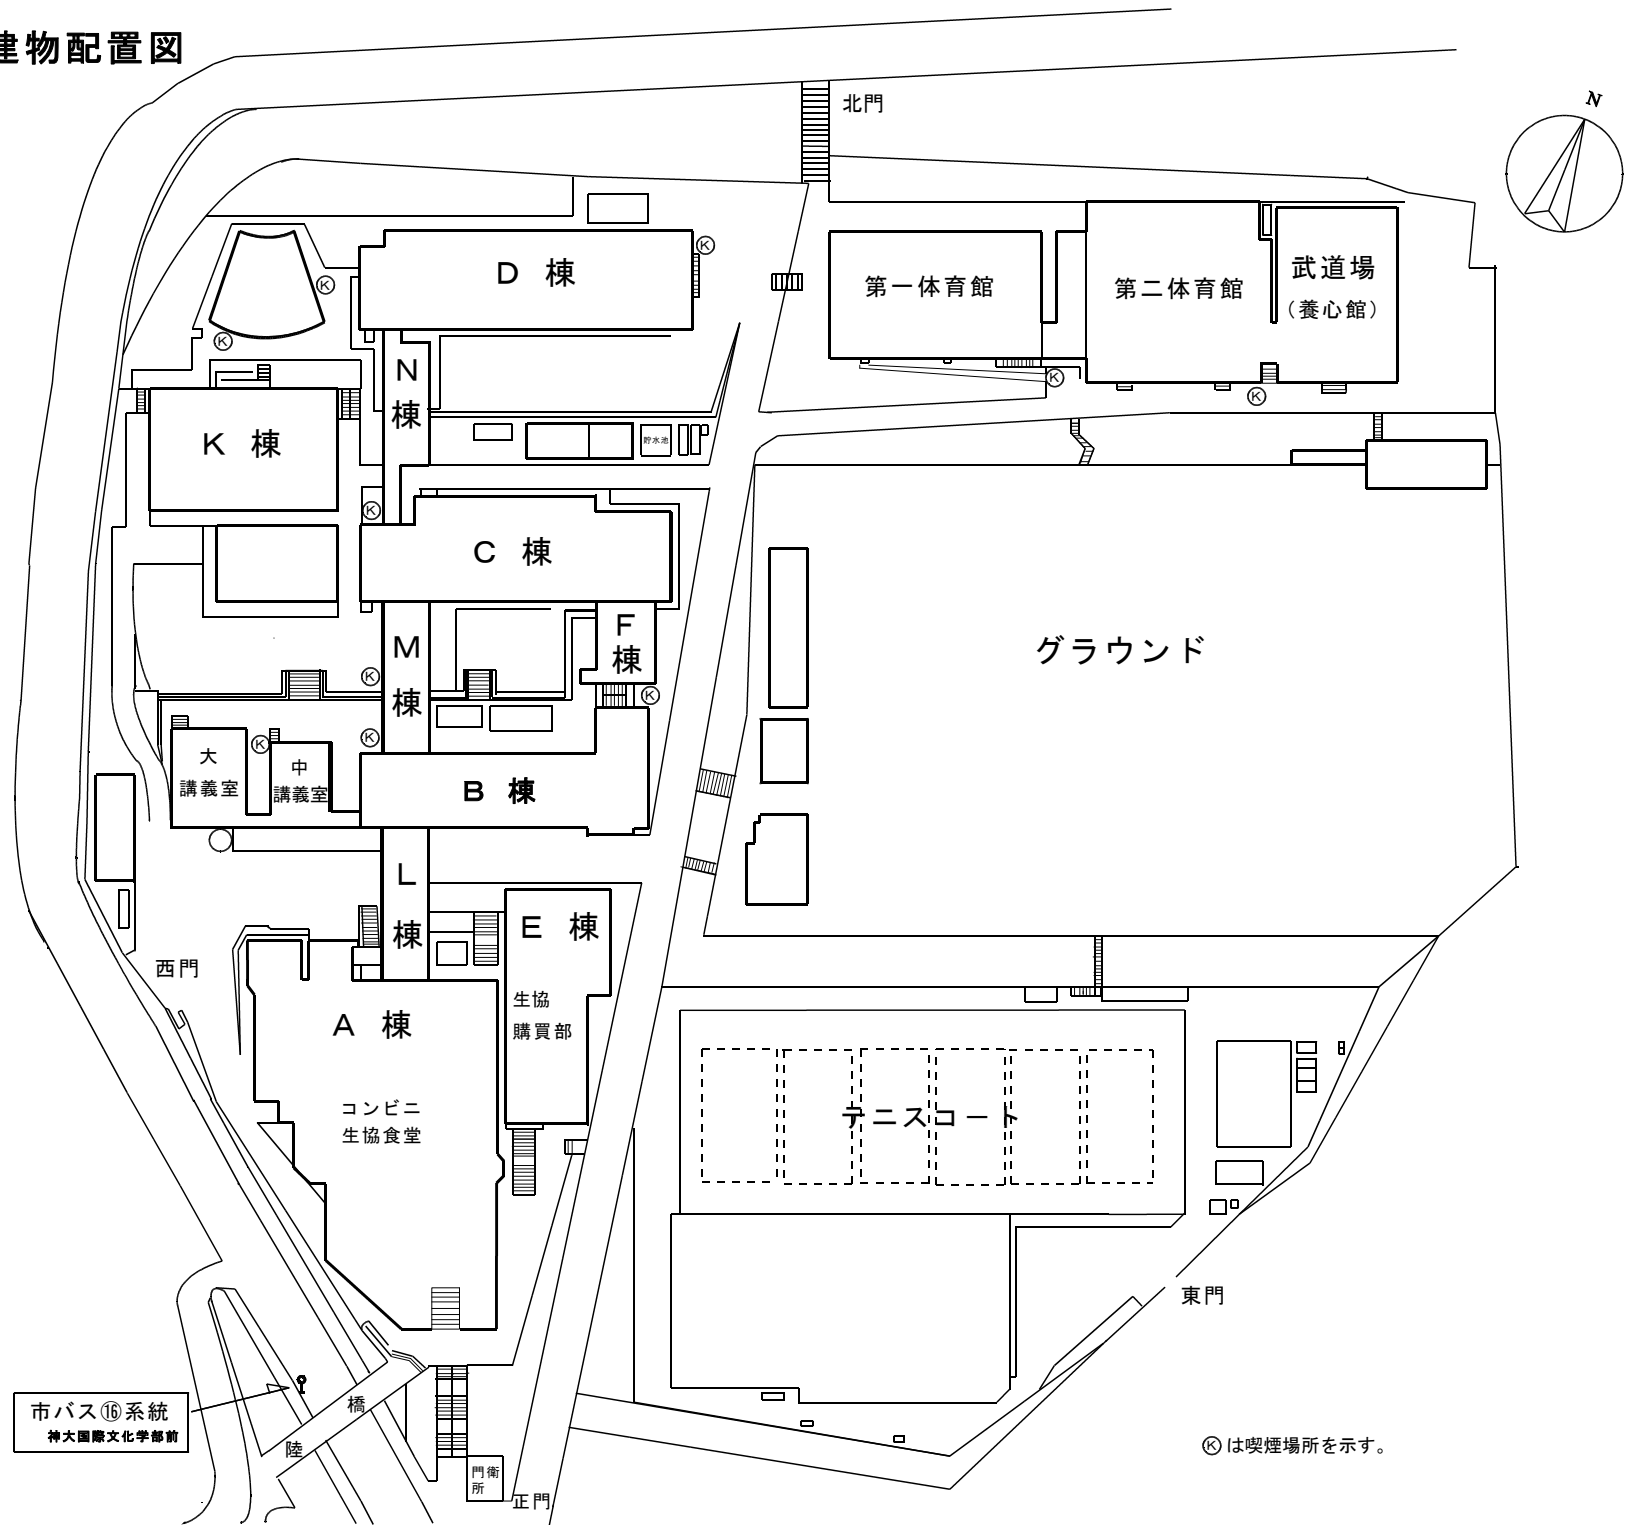 建物配置図
北門
N
D 棟
Ⓚ
第一体育館
第二体育館
武道場
（養心館）
Ⓚ
Ⓚ
N
棟
Ⓚ
Ⓚ
K 棟
貯水池
Ⓚ
C 棟
F
棟
グラウンド
M
棟
Ⓚ
Ⓚ
Ⓚ
Ⓚ
大
講義室
中
講義室
B 棟
L
棟
E 棟
西門
生協
購買部
A 棟
コンビニ
生協食堂
テニスコート
東門
市バス⑯系統
神大国際文化学部前
陸
橋
Ⓚは喫煙場所を示す。
門衛
所
正門